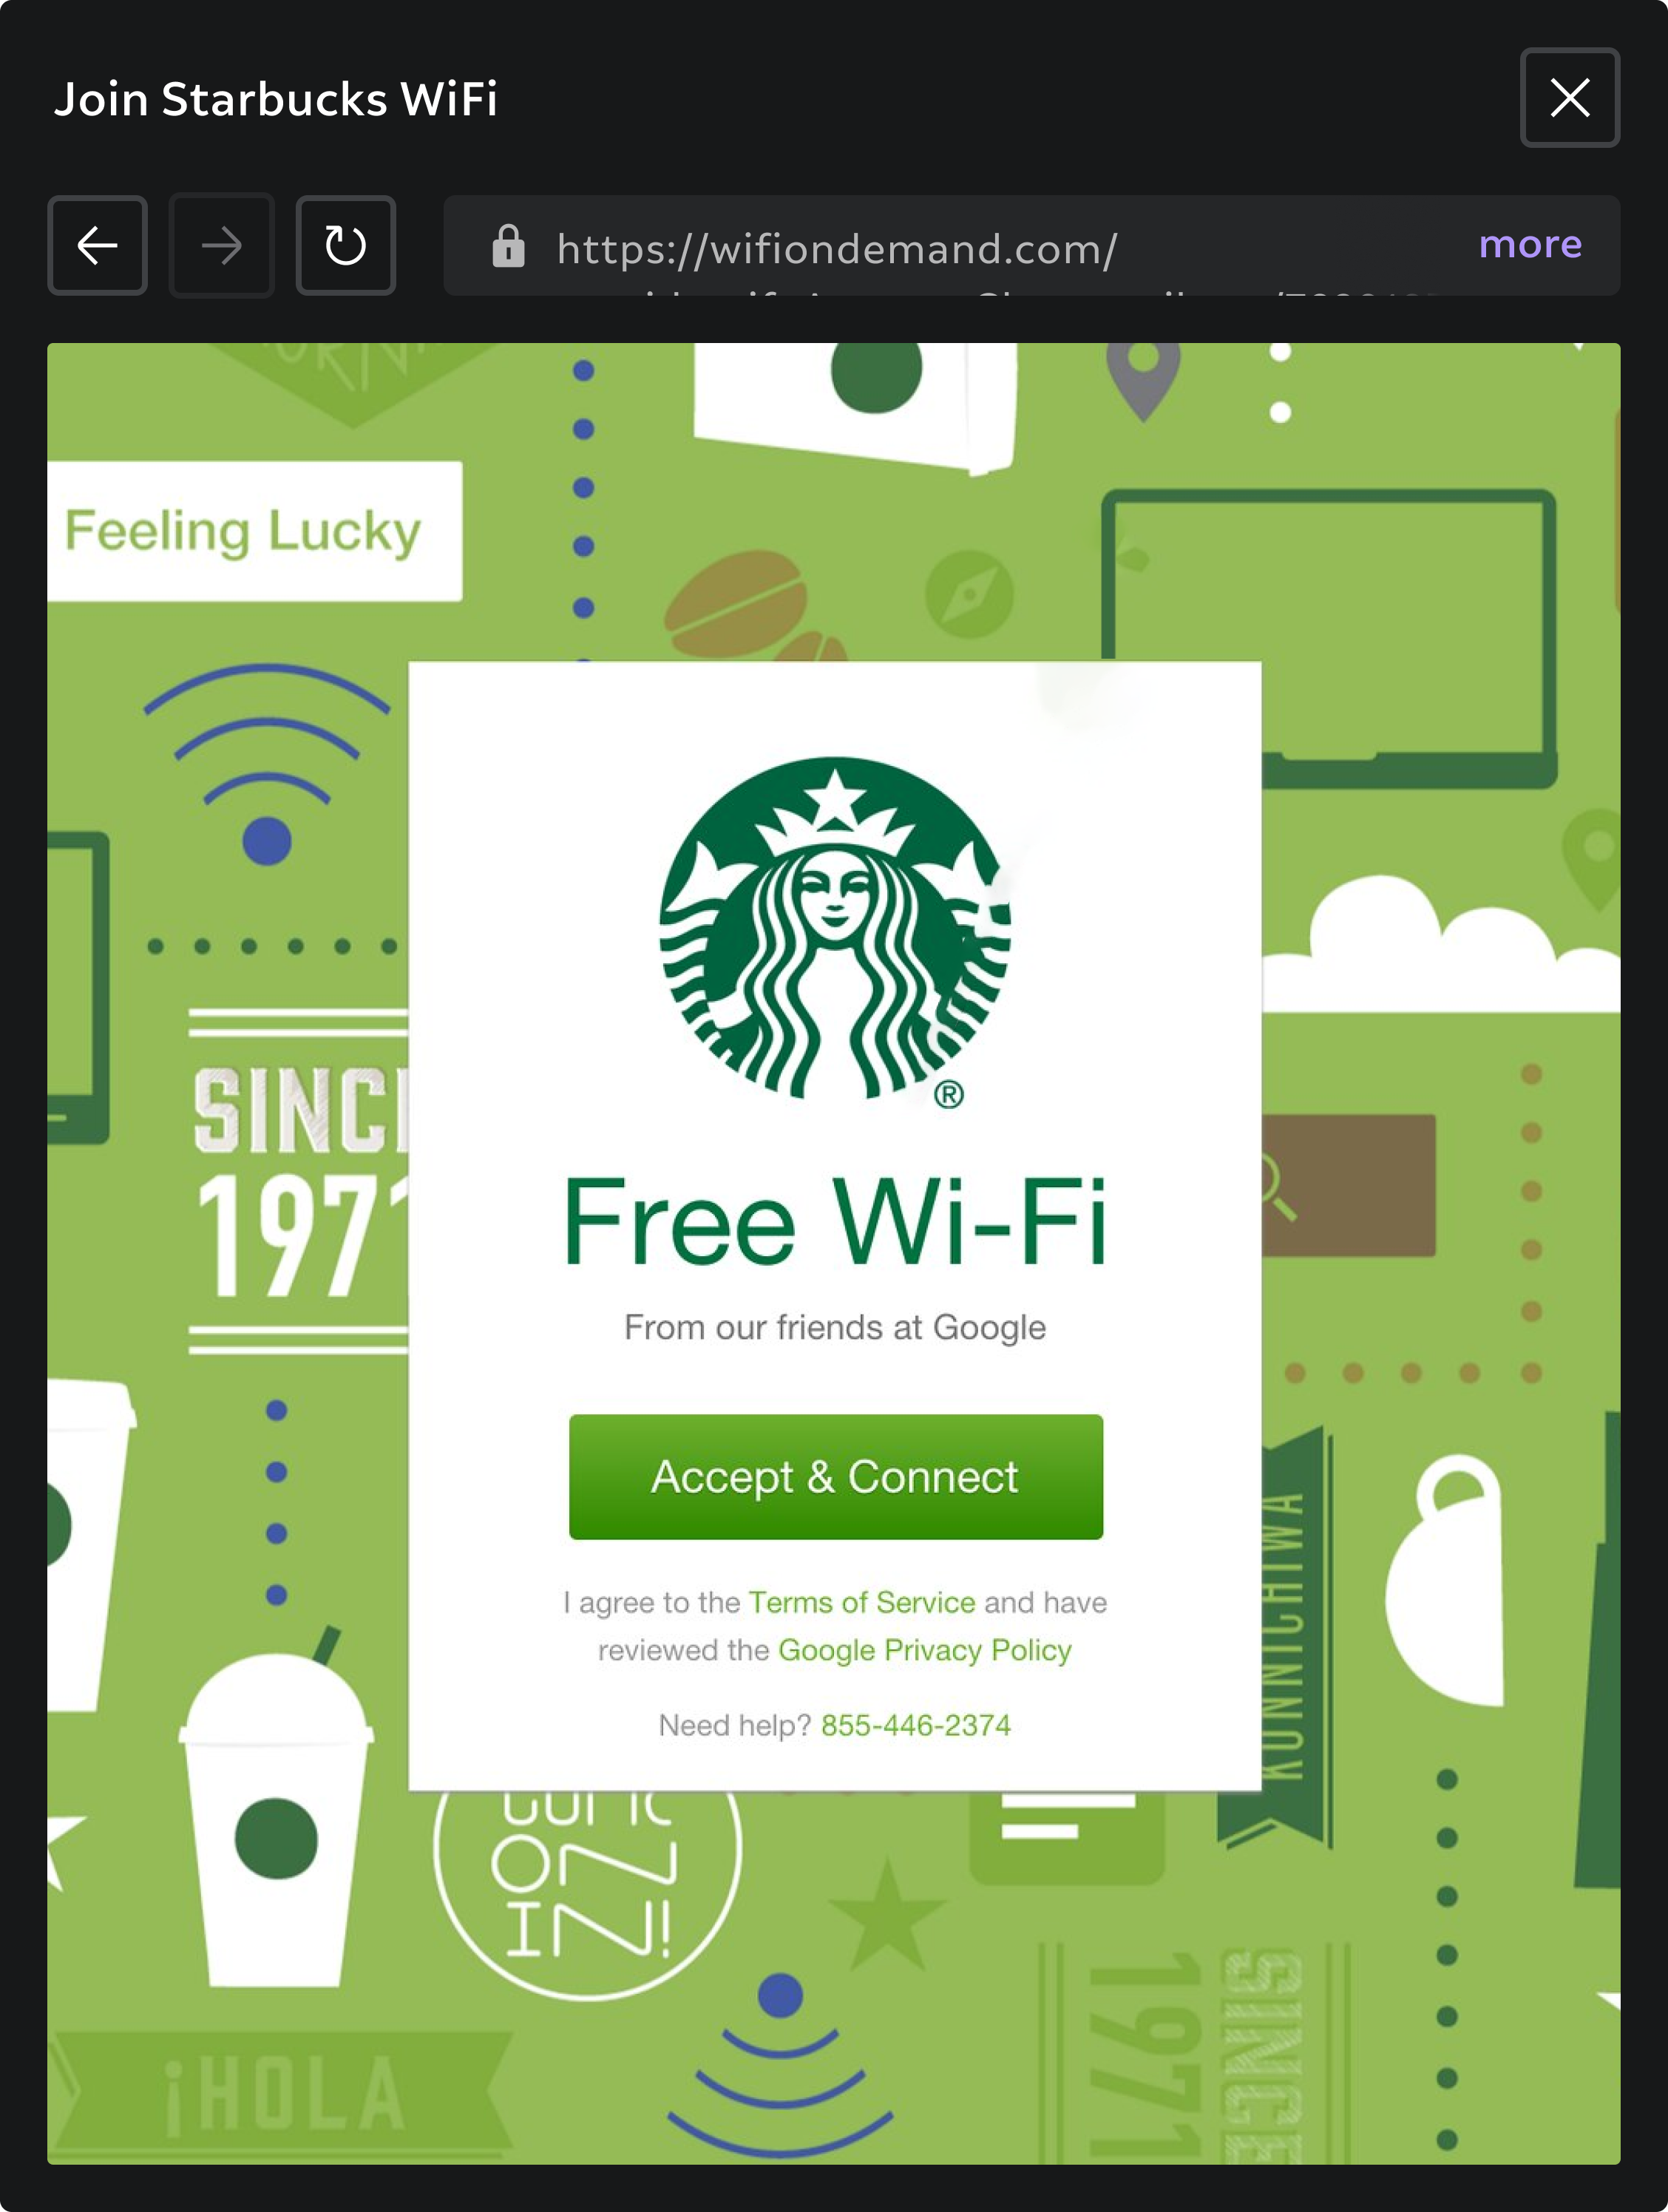 Join Starbucks WiFi
https://wifiondemand.com/
more
Feeling Lucky
SINC
1971
®
Free Wi-Fi
From our friends at Google
Accept & Connect
I agree to the Terms of Service and have
reviewed the Google Privacy Policy
Need help? 855-446-2374
KONNICHIWA
ON
IN!
¡HOLA
SINCE
1971